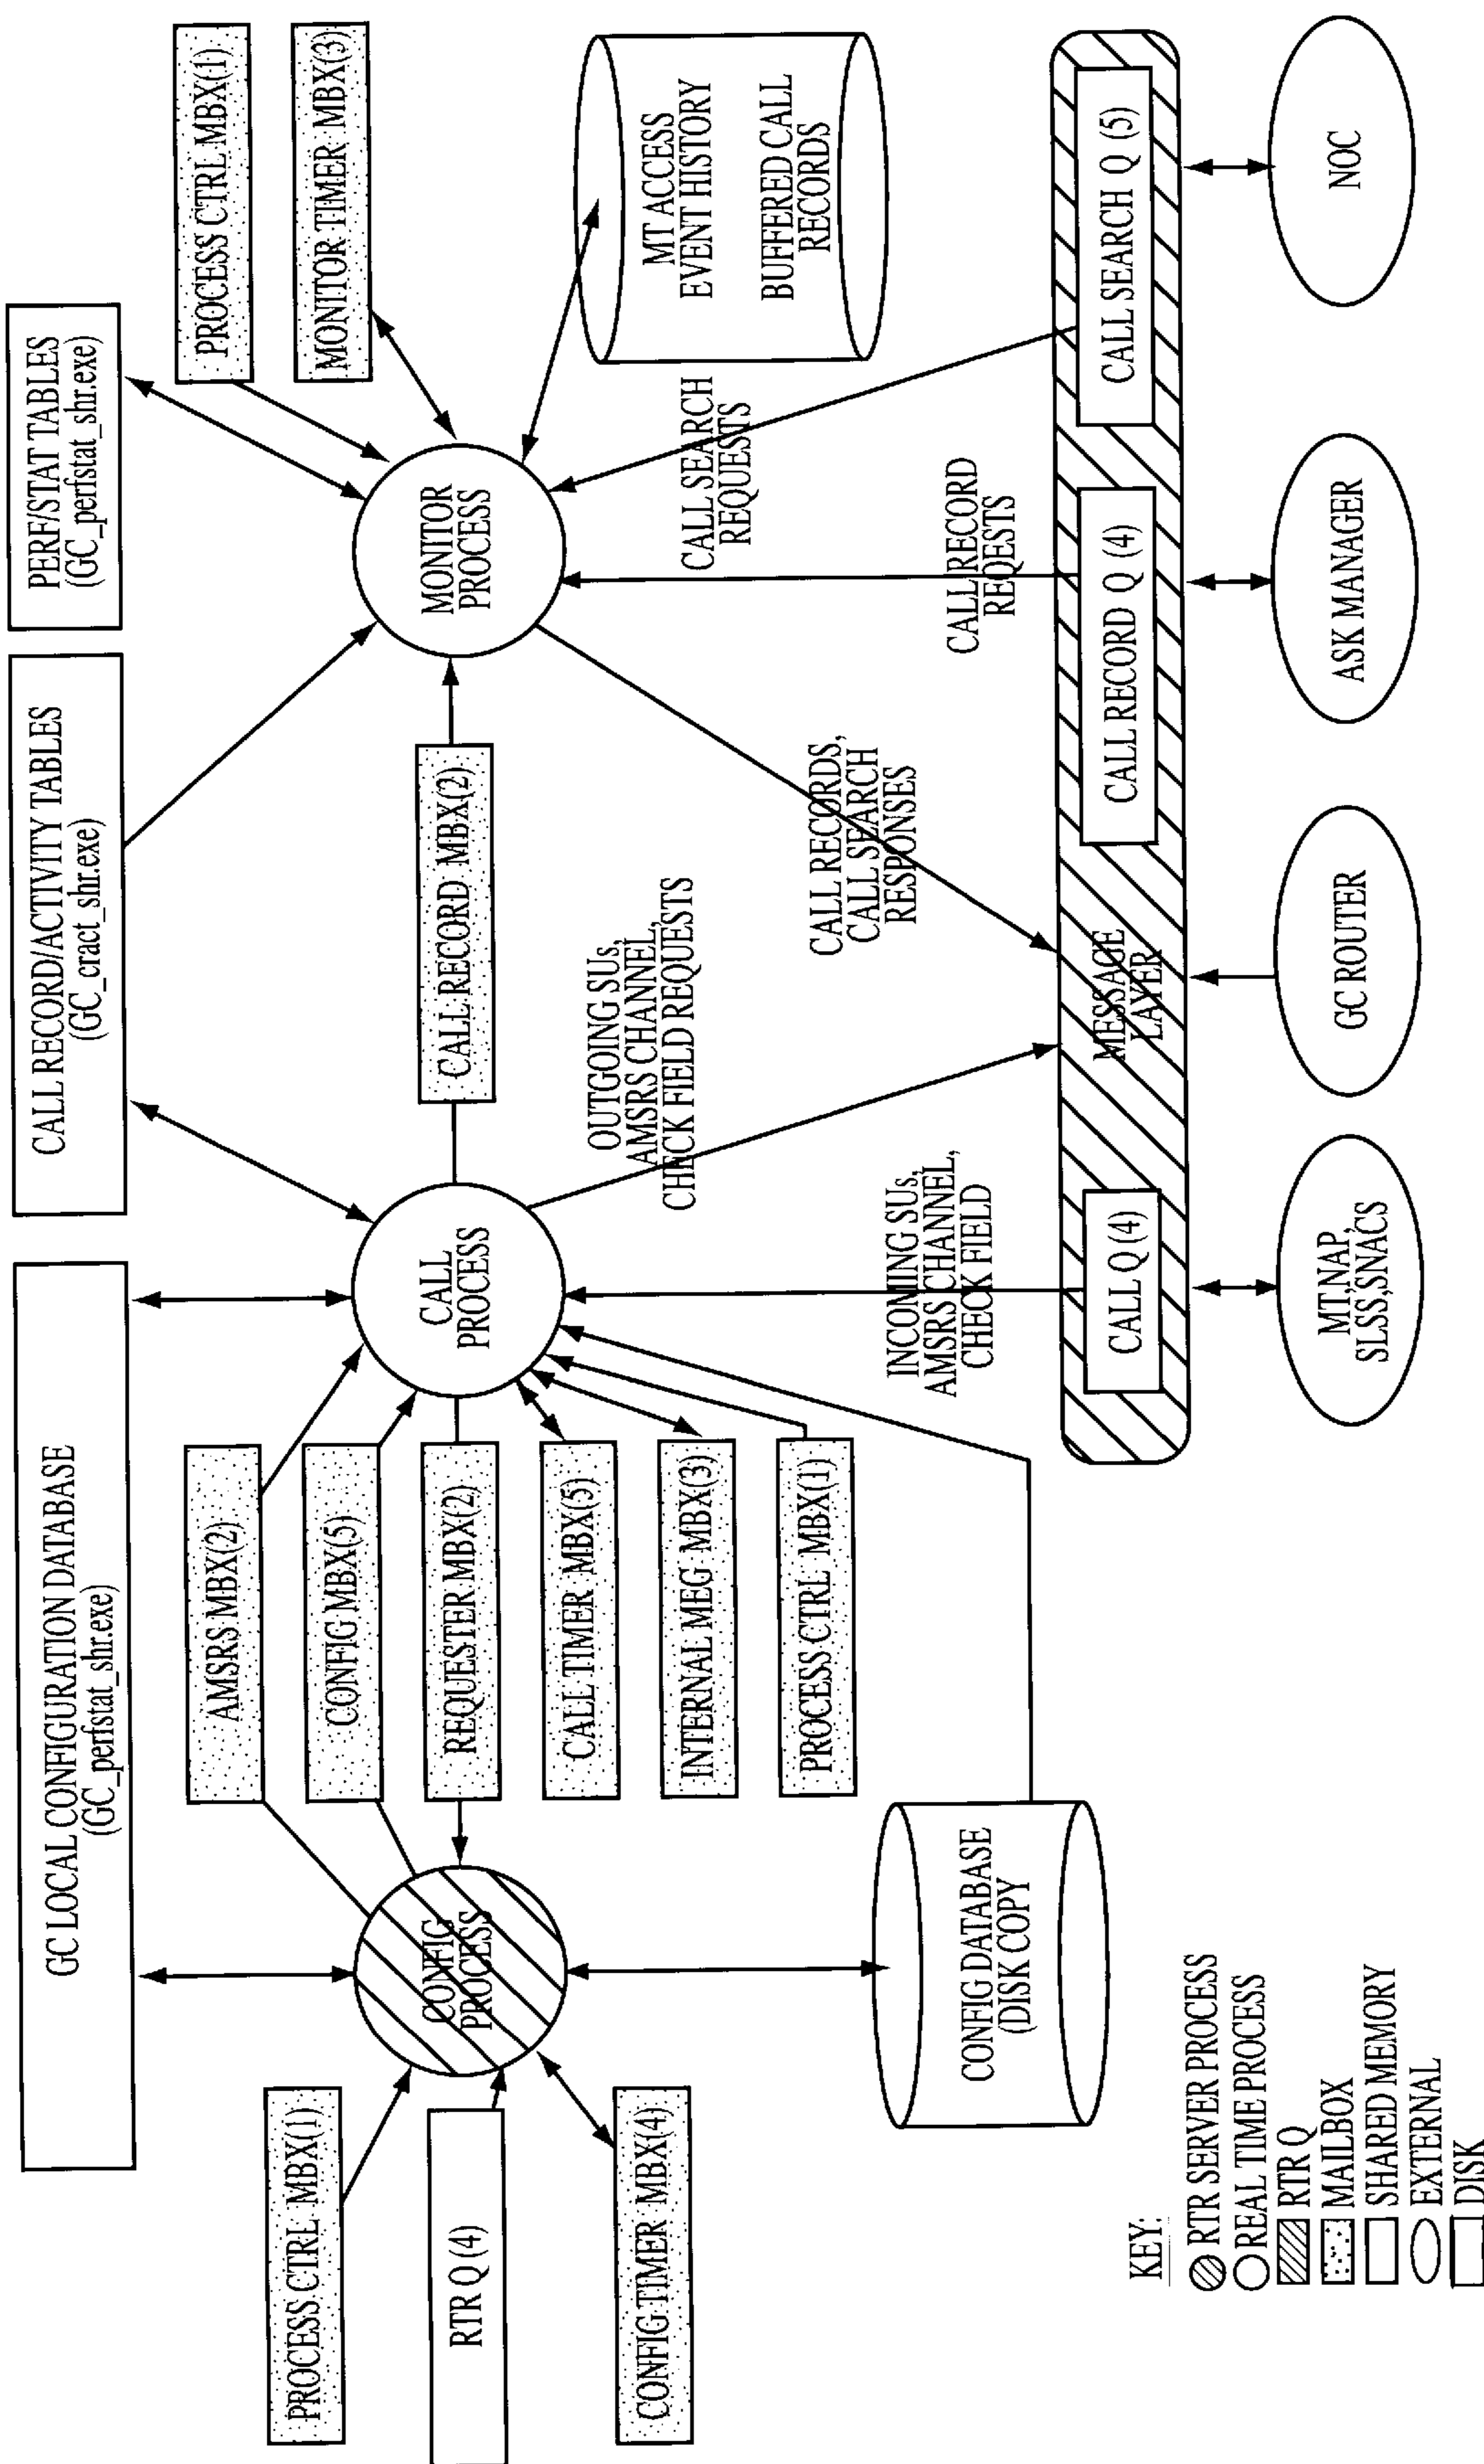 GC LOCAL CONFIGURATION DATABASE
(GC_perfstat_shr.exe)
CALL RECORD/ACTIVITY TABLES
(GC_cract_shr.exe)
PERF/STAT TABLES
(GC_perfstat_shr.exe)
PROCESS CTRL MBX(1)
RTR Q (4)
CONFIG TIMER MBX(4)
CONFIG
PROCESS
AMSRS MBX(2)
CONFIG MBX(5)
REQUESTER MBX(2)
CALL TIMER MBX(5)
INTERNAL MEG MBX(3)
PROCESS CTRL MBX(1)
CONFIG DATABASE
(DISK COPY
CALL
PROCESS
CALL RECORD MBX(2)
MONITOR
PROCESS
PROCESS CTRL MBX(1)
MONITOR TIMER MBX(3)
MT ACCESS
EVENT HISTORY
BUFFERED CALL
RECORDS
OUTGOING SUs,
AMSRS CHANNEL,
CHECK FIELD REQUESTS
CALL SEARCH
REQUESTS
CALL RECORDS,
CALL SEARCH
RESPONSES
INCOMING SUs,
AMSRS CHANNEL,
CHECK FIELD
CALL RECORD
REQESTS
CALL Q (4)
MESSAGE
LAYER
CALL RECORD Q (4)
CALL SEARCH Q (5)
MT,NAP,
SLSS,SNACS
GC ROUTER
ASK MANAGER
NOC
KEY:
RTR SERVER PROCESS
REAL TIME PROCESS
RTR Q
MAILBOX
SHARED MEMORY
EXTERNAL
DISK